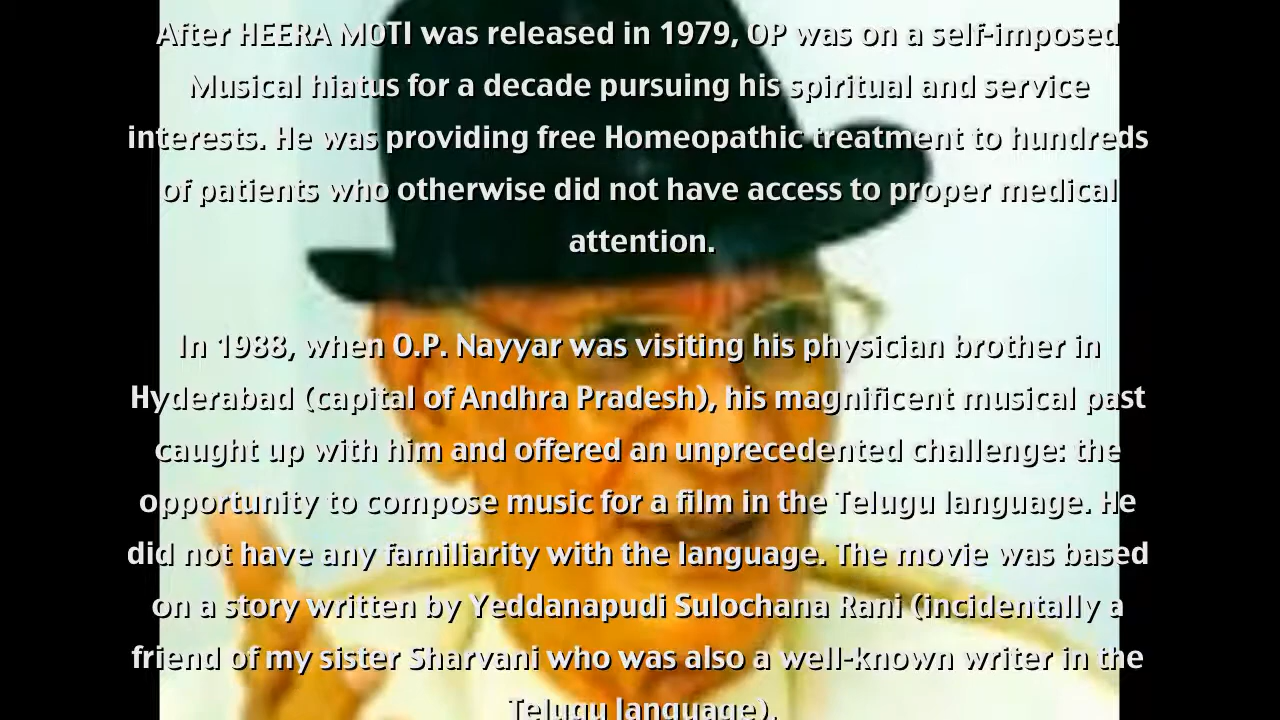 After HEERA MOTI was released in 1979, OP was on a self-imposed
Musical hiatus for a decade pursuing his spiritual and service
interests. He was providing free Homeopathic treatment to hundreds
of patients who otherwise did not have access to proper medical
attention.
In 1988, when O.P. Nayyar was visiting his physician brother in
Hyderabad (capital of Andhra Pradesh), his magnificent musical past
caught up with him and offered an unprecedented challenge: the
opportunity to compose music for a film in the Telugu language. He
did not have any familiarity with the language. The movie was based
on a story written by Yeddanapudi Sulochana Rani (incidentally a
friend of my sister Sharvani who was also a well-known writer in the
Telugu language).